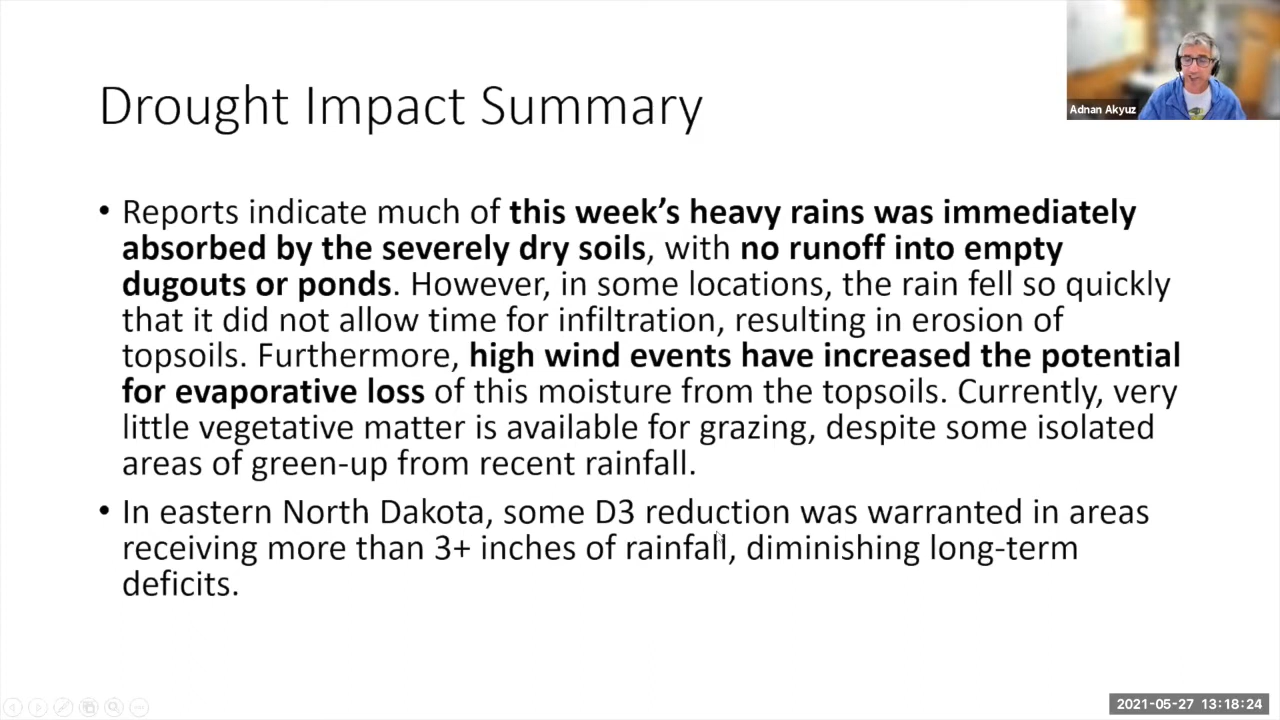 Drought Impact Summary
Adnan Akyuz
• Reports indicate much of this week’s heavy rains was immediately
absorbed by the severely dry soils, with no runoff into empty
dugouts or ponds. However, in some locations, the rain fell so quickly
that it did not allow time for infiltration, resulting in erosion of
topsoils. Furthermore, high wind events have increased the potential
for evaporative loss of this moisture from the topsoils. Currently, very
little vegetative matter is available for grazing, despite some isolated
areas of green-up from recent rainfall.
• In eastern North Dakota, some D3 reduction was warranted in areas
receiving more than 3+ inches of rainfall, diminishing long-term
deficits.
2021-05-27 13:18:24